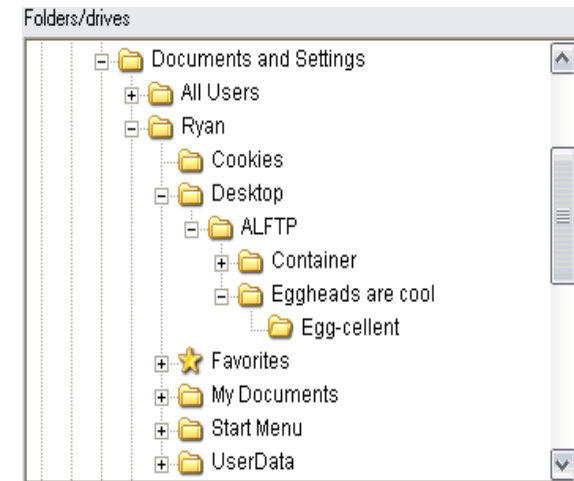 Folders/drives
Documents and Settings
All Users
Ryan
Cookies
Desktop
ALFTP
Container
Eggheads are cool
Egg-cellent
Favorites
My Documents
Start Menu
UserData